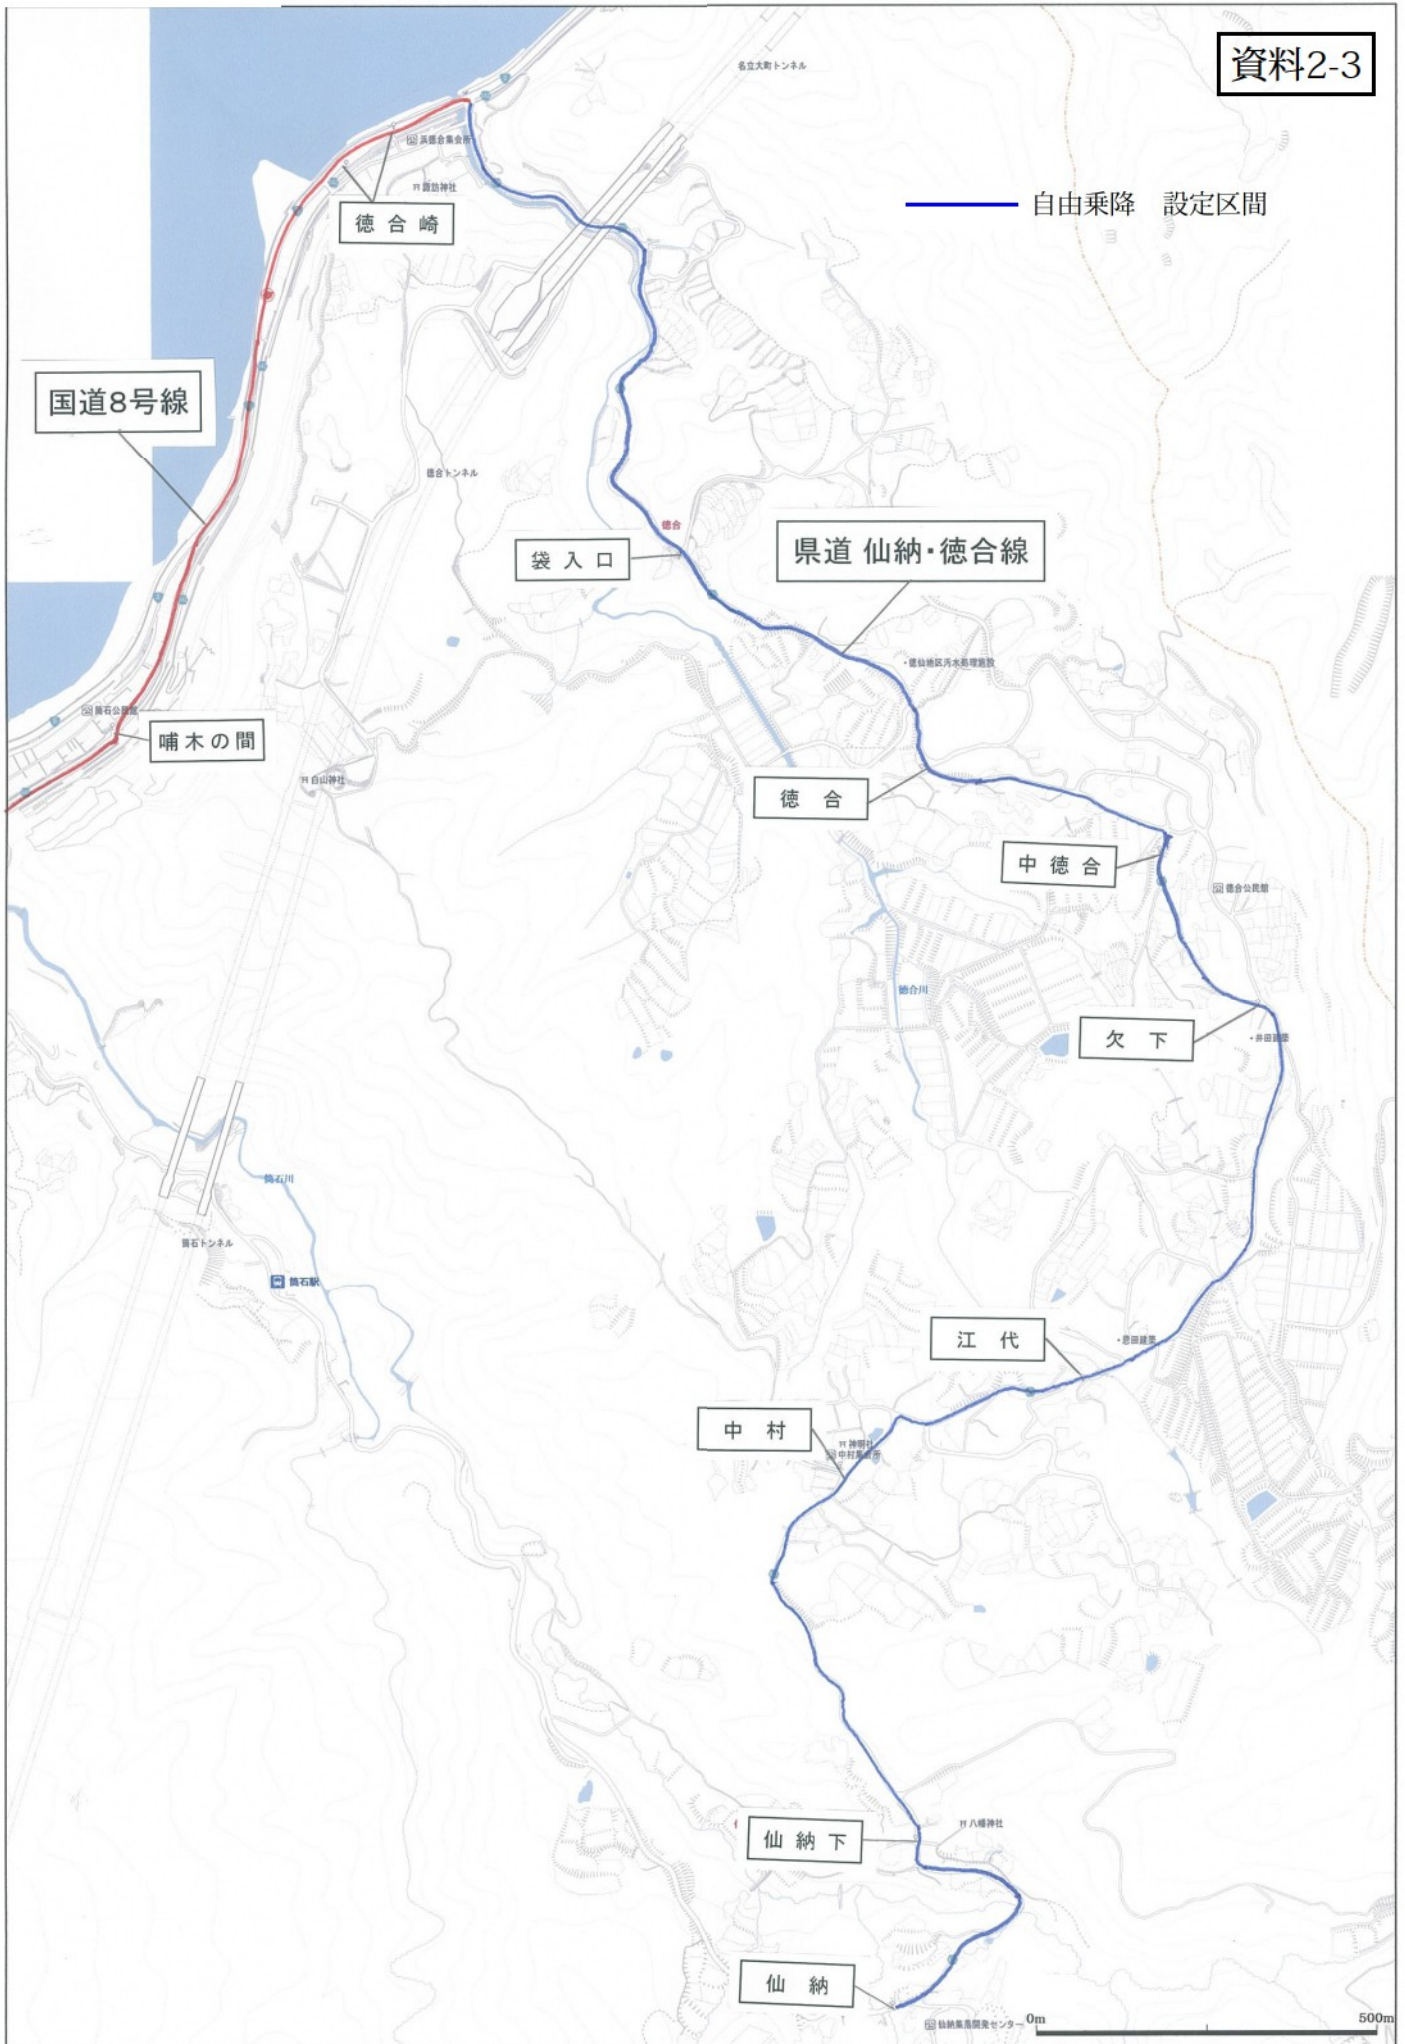 資料2-3
名立大町トンネル
浜徳合集会所
諏訪神社
自由乗降　設定区間
徳合崎
国道8号線
徳合トンネル
徳合
袋入口
県道 仙納・徳合線
徳仙地区汚水処理施設
筒石公民館
哺木の間
白山神社
徳合
中徳合
徳合公民館
徳合川
欠下
井田建築
筒石川
筒石トンネル
筒石駅
江代
恩田建築
中村
神明社
中村集会所
仙納下
八幡神社
仙納
仙納集落開発センター
0m
500m